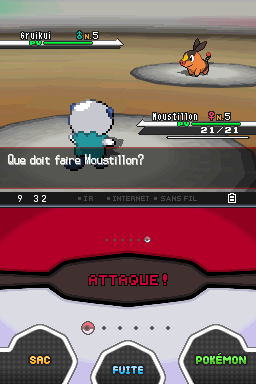 Gruikui ♂ N.5
PV
Moustillon ♀ N.5
PV
21/21
Que doit faire Moustillon?
9 32 IR INTERNET SANS FIL
ATTAQUE!
SAC
FUITE
POKÉMON